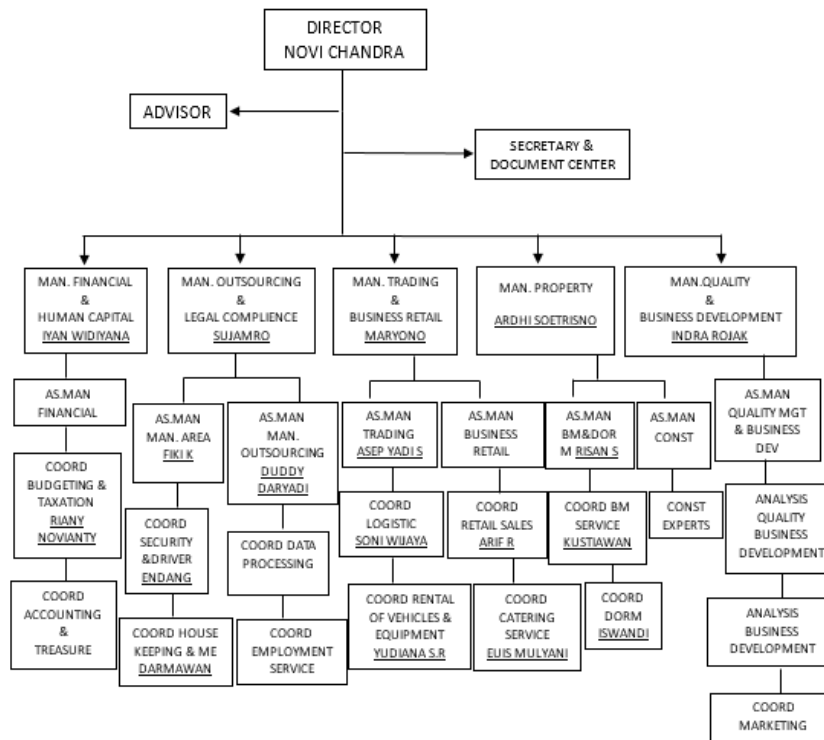 DIRECTOR
NOVI CHANDRA
ADVISOR
SECRETARY &
DOCUMENT CENTER
MAN. FINANCIAL
&
HUMAN CAPITAL
IYAN WIDIYANA
MAN. OUTSOURCING
&
LEGAL COMPLIENCE
SUJAMRO
MAN. TRADING
&
BUSINESS RETAIL
MARYONO
MAN. PROPERTY
ARDHI SOETRISNO
MAN.QUALITY
&
BUSINESS DEVELOPMENT
INDRA ROJAK
AS.MAN
FINANCIAL
AS.MAN
MAN. AREA
FIKI K
AS.MAN
MAN.
OUTSOURCING
DUDDY
DARYADI
AS.MAN
TRADING
ASEP YADI S
AS.MAN
BUSINESS
RETAIL
AS.MAN
BM&DOR
M RISAN S
AS.MAN
CONST
AS.MAN
QUALITY MGT
& BUSINESS
DEV
COORD
BUDGETING &
TAXATION
RIANY
NOVIANTY
COORD
SECURITY
&DRIVER
ENDANG
COORD DATA
PROCESSING
COORD
LOGISTIC
SONI WIJAYA
COORD
RETAIL SALES
ARIF R
COORD BM
SERVICE
KUSTIAWAN
CONST
EXPERTS
ANALYSIS
QUALITY
BUSINESS
DEVELOPMENT
COORD
ACCOUNTING
&
TREASURE
COORD HOUSE
KEEPING & ME
DARMAWAN
COORD
EMPLOYMENT
SERVICE
COORD RENTAL
OF VEHICLES &
EQUIPMENT
YUDIANA S.R
COORD
CATERING
SERVICE
EUIS MULYANI
COORD
DORM
ISWANDI
ANALYSIS
BUSINESS
DEVELOPMENT
COORD
MARKETING